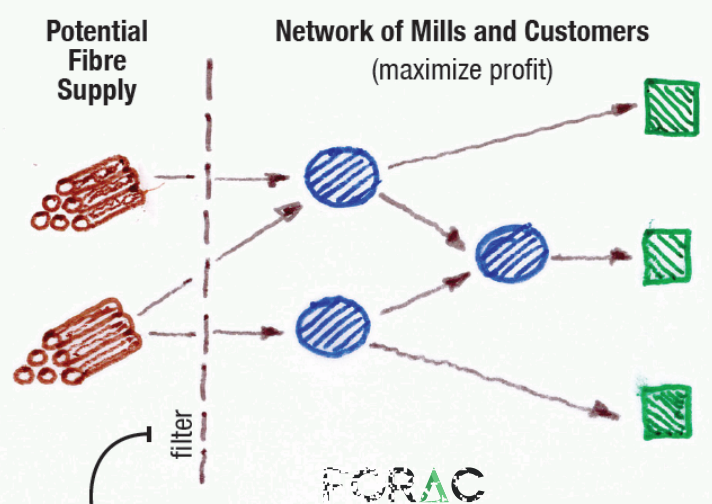 Potential
Fibre
Supply
Network of Mills and Customers
(maximize profit)
filter
FORAC